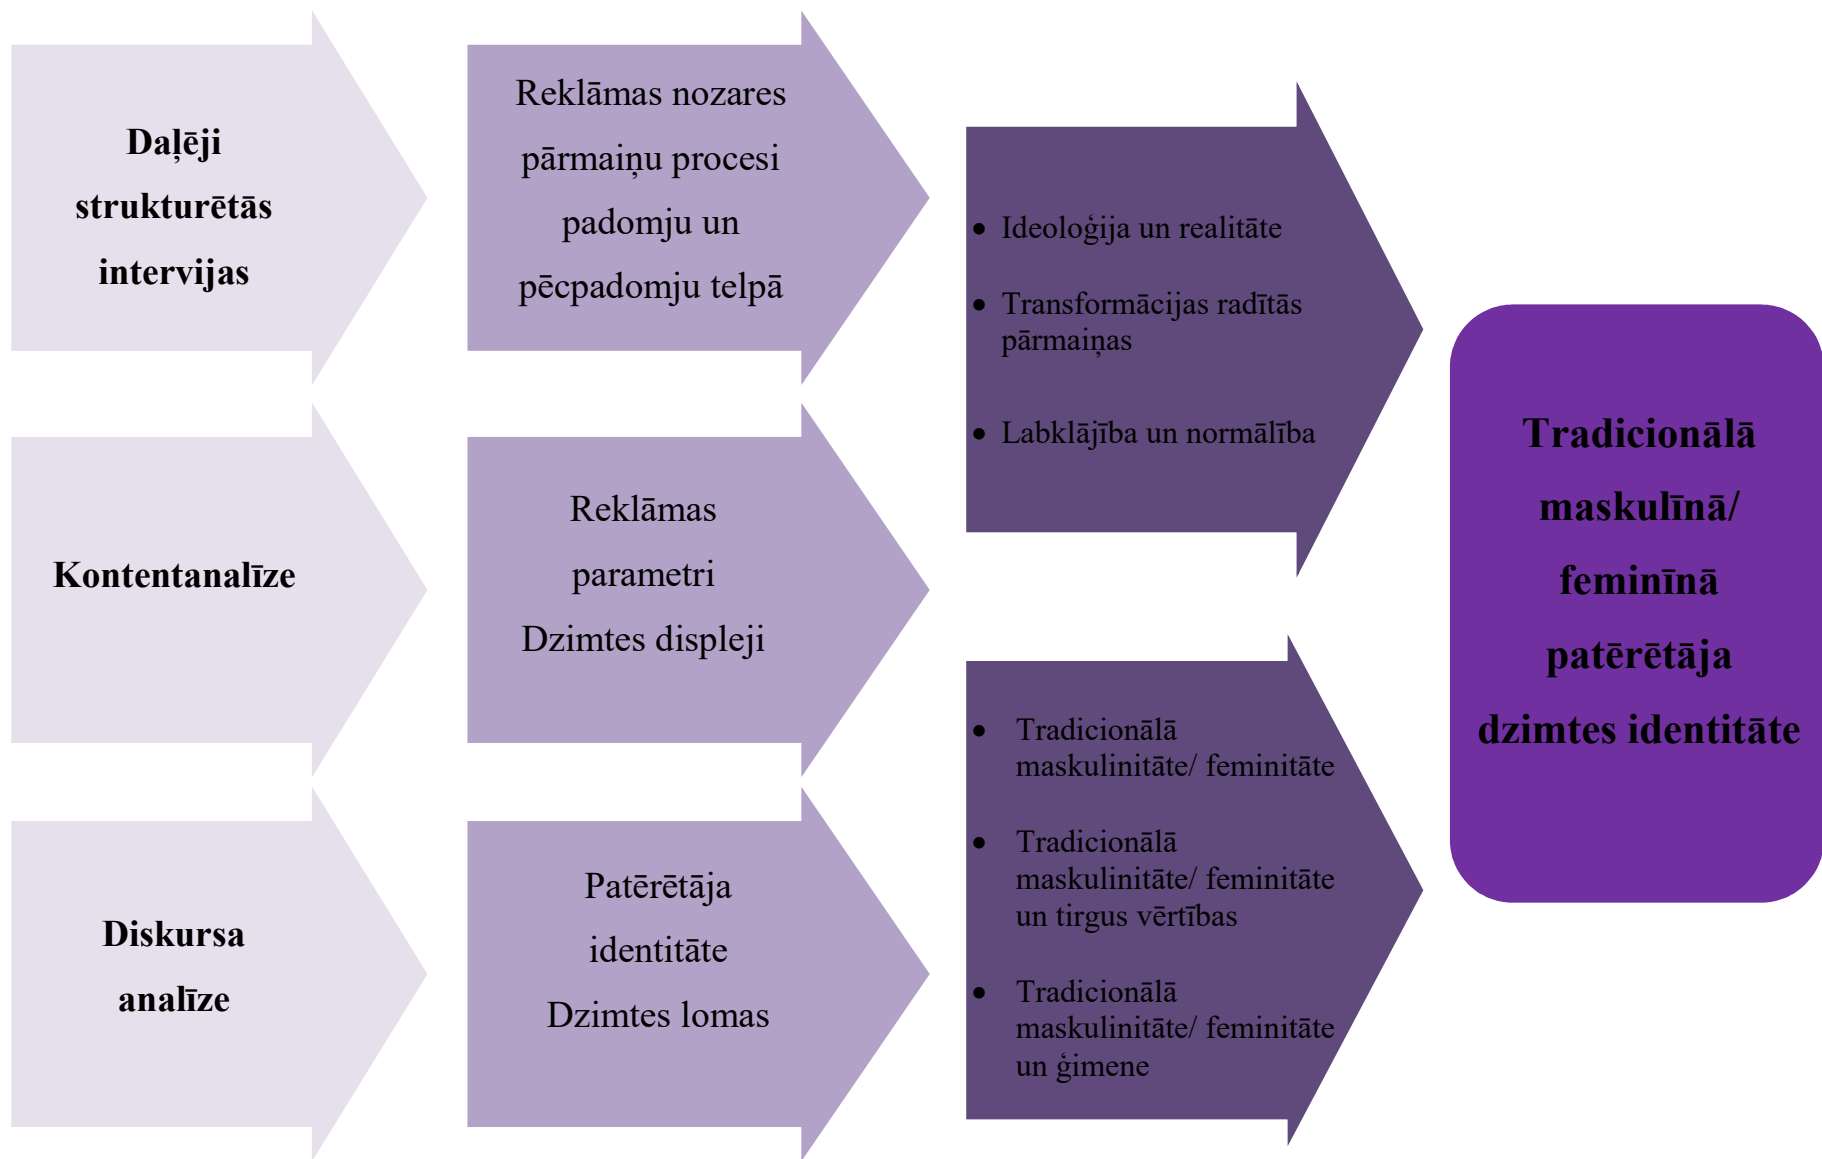 Daļēji
strukturētās
intervijas
Reklāmas nozares
pārmaiņu procesi
padomju un
pēcpadomju telpā
• Ideoloģija un realitāte
• Transformācijas radītās
pārmaiņas
• Labklājība un normālība
Kontentanalīze
Reklāmas
parametri
Dzimtes displeji
Diskursa
analīze
Patērētāja
identitāte
Dzimtes lomas
• Tradicionālā
maskulinitāte/ feminitāte
• Tradicionālā
maskulinitāte/ feminitāte
un tirgus vērtības
• Tradicionālā
maskulinitāte/ feminitāte
un ģimene
Tradicionālā
maskulīnā/
feminīnā
patērētāja
dzimtes identitāte